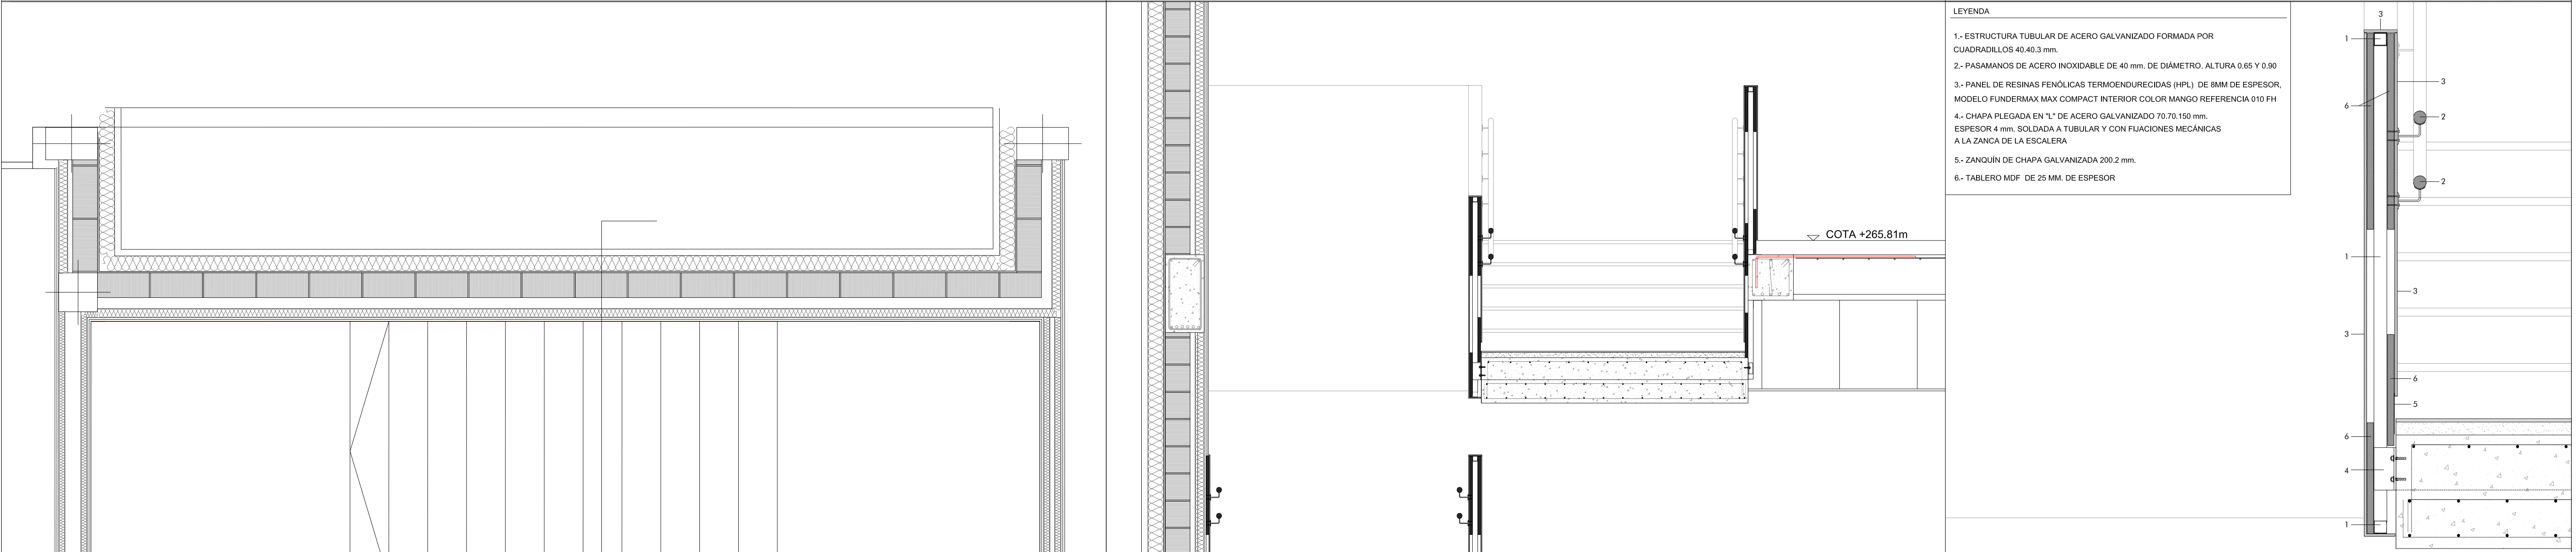 LEYENDA
1.- ESTRUCTURA TUBULAR DE ACERO GALVANIZADO FORMADA POR
CUADRADILLOS 40.40.3 mm.
2.- PASAMANOS DE ACERO INOXIDABLE DE 40 mm. DE DIÁMETRO. ALTURA 0.65 Y 0.90
3.- PANEL DE RESINAS FENÓLICAS TERMOENDURECIDAS (HPL) DE 8MM DE ESPESOR,
MODELO FUNDERMAX MAX COMPACT INTERIOR COLOR MANGO REFERENCIA 010 FH
4.- CHAPA PLEGADA EN "L" DE ACERO GALVANIZADO 70.70.150 mm.
ESPESOR 4 mm. SOLDADA A TUBULAR Y CON FIJACIONES MECÁNICAS
A LA ZANCA DE LA ESCALERA
5.- ZANQUÍN DE CHAPA GALVANIZADA 200.2 mm.
6.- TABLERO MDF DE 25 MM. DE ESPESOR
COTA +265.81m
3
1
3
6
2
2
1
3
3
6
5
6
4
1